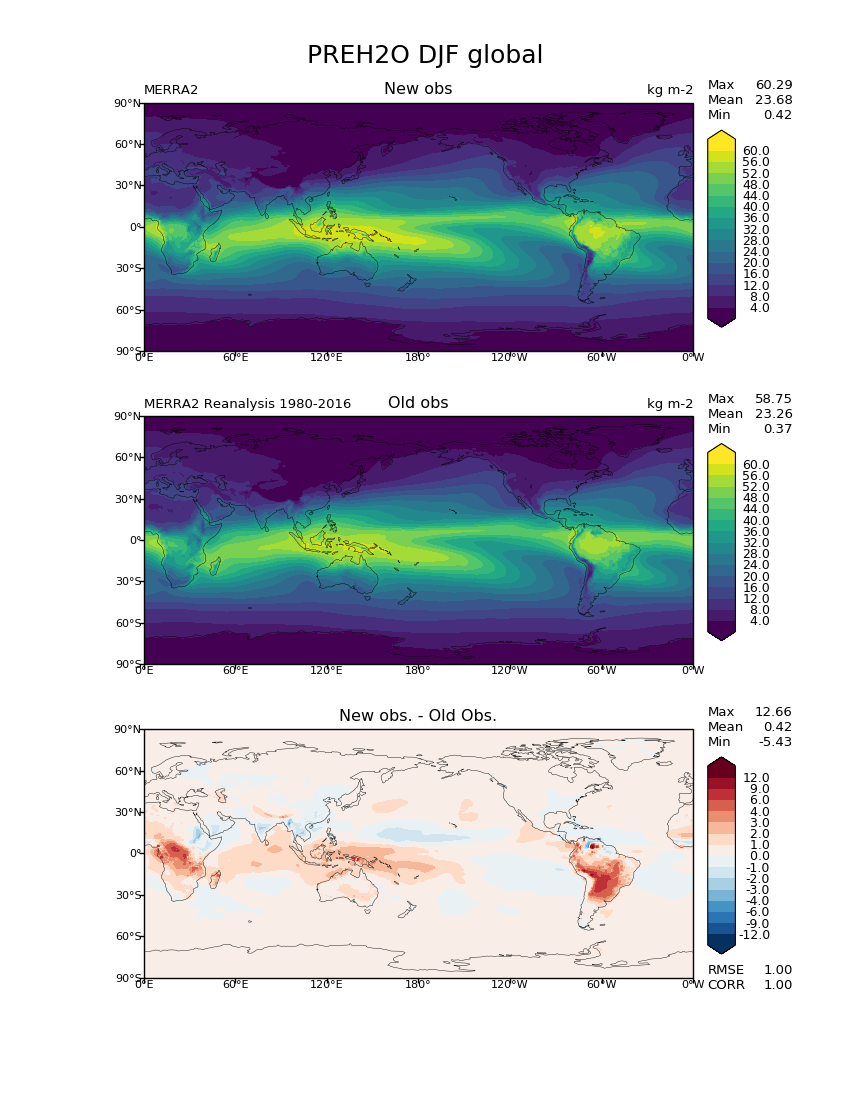 PREH2O DJF global
MERRA2 New obs kg m-2
Max 60.29
Mean 23.68
Min 0.42
90°N
60°N
30°N
0°
30°S
60°S
90°S
0°E 60°E 120°E 180° 120°W 60°W 0°W
60.0
56.0
52.0
48.0
44.0
40.0
36.0
32.0
28.0
24.0
20.0
16.0
12.0
8.0
4.0
MERRA2 Reanalysis 1980-2016 Old obs kg m-2
Max 58.75
Mean 23.26
Min 0.37
90°N
60°N
30°N
0°
30°S
60°S
90°S
0°E 60°E 120°E 180° 120°W 60°W 0°W
60.0
56.0
52.0
48.0
44.0
40.0
36.0
32.0
28.0
24.0
20.0
16.0
12.0
8.0
4.0
New obs. - Old Obs.
Max 12.66
Mean 0.42
Min -5.43
90°N
60°N
30°N
0°
30°S
60°S
90°S
0°E 60°E 120°E 180° 120°W 60°W 0°W
12.0
9.0
6.0
4.0
3.0
2.0
1.0
0.0
-1.0
-2.0
-3.0
-4.0
-6.0
-9.0
-12.0
RMSE 1.00
CORR 1.00